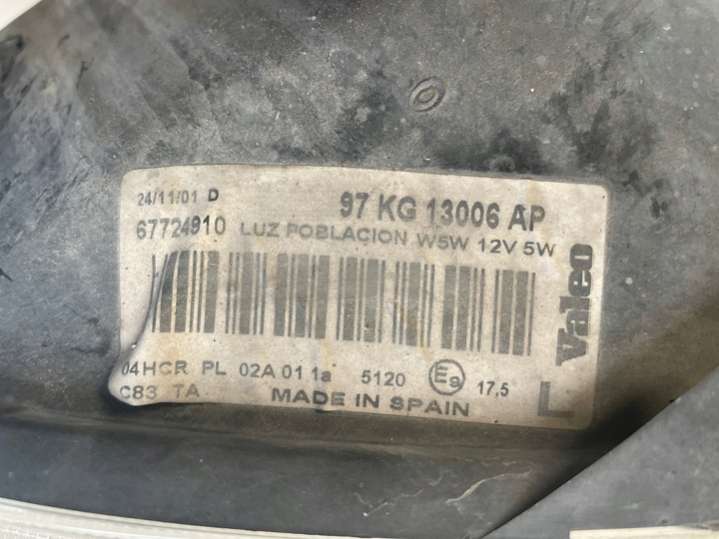 24/11/01 D
97 KG 13006 AP
67724910 LUZ POBLACION W5W 12V 5W
Valeo
04HCR PL 02A 01 1a 5120 E9 17,5
C83 TA MADE IN SPAIN
L